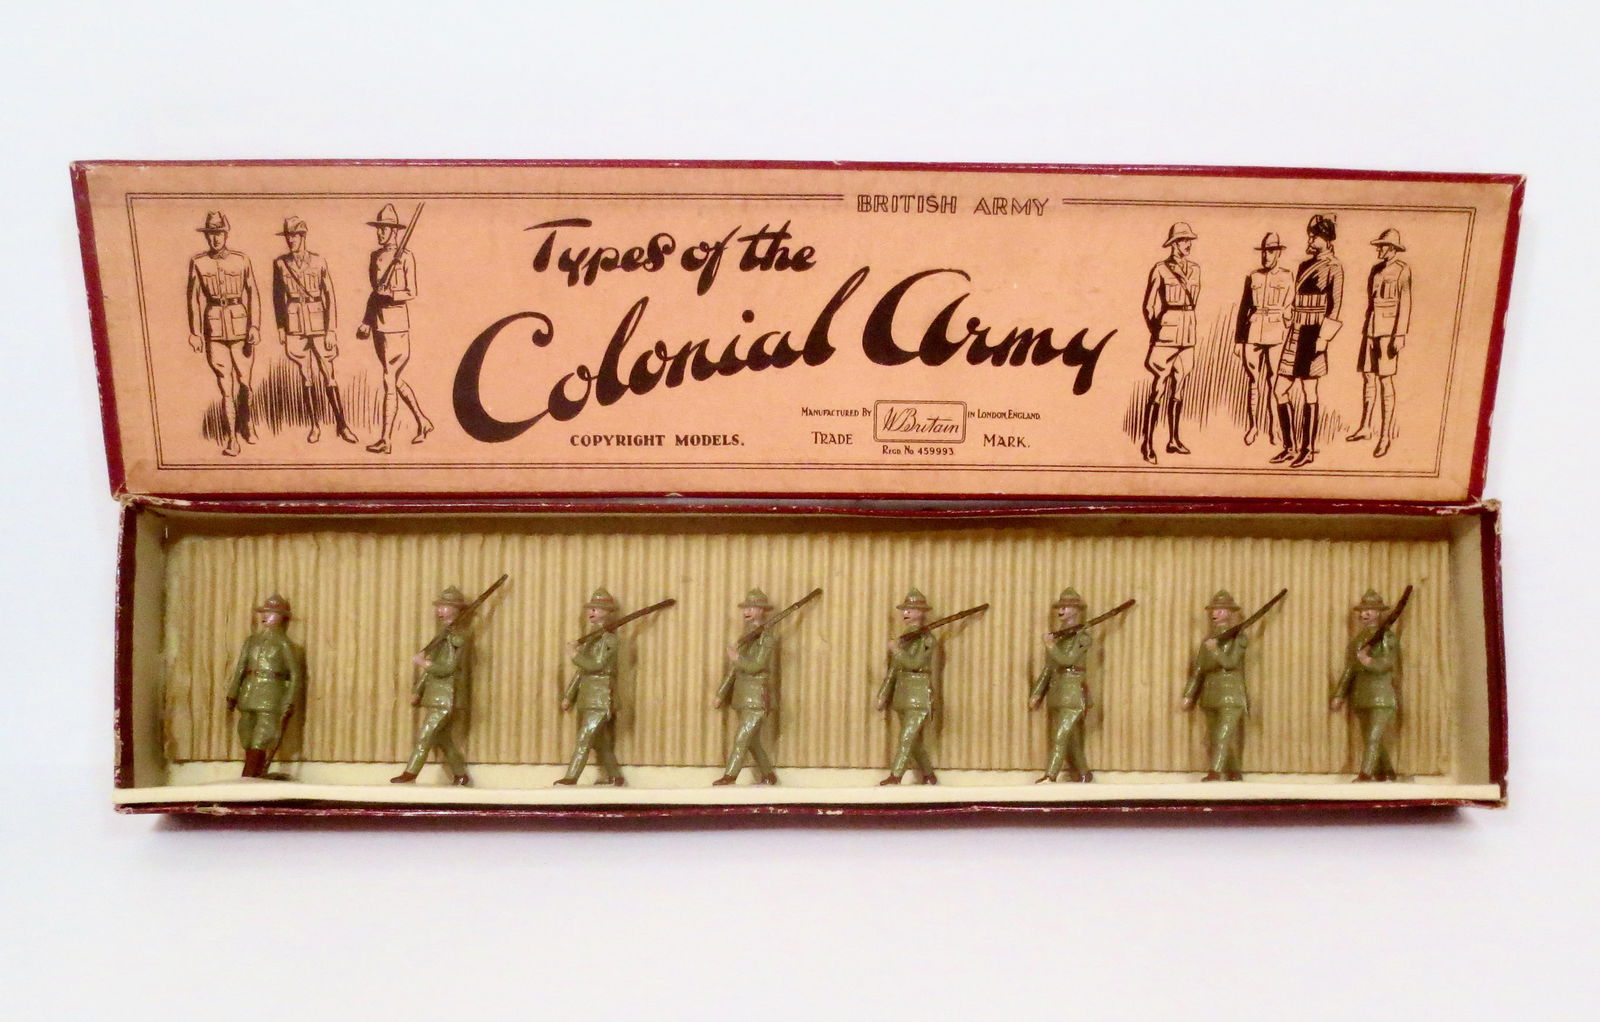 BRITISH ARMY
Types of the
Colonial Army
COPYRIGHT MODELS.
MANUFACTURED BY W Britain IN LONDON, ENGLAND.
TRADE MARK.
REGD. No 459993